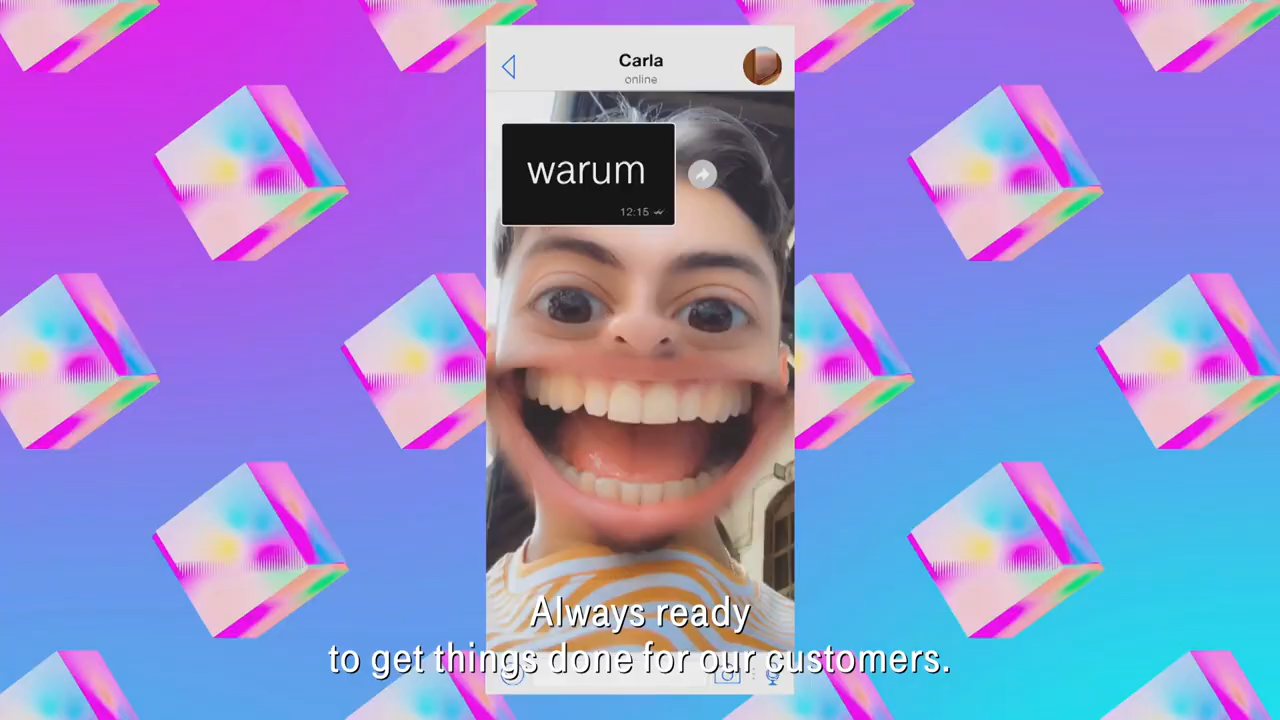 Carla
online
warum
12:15
Always ready
to get things done for our customers.